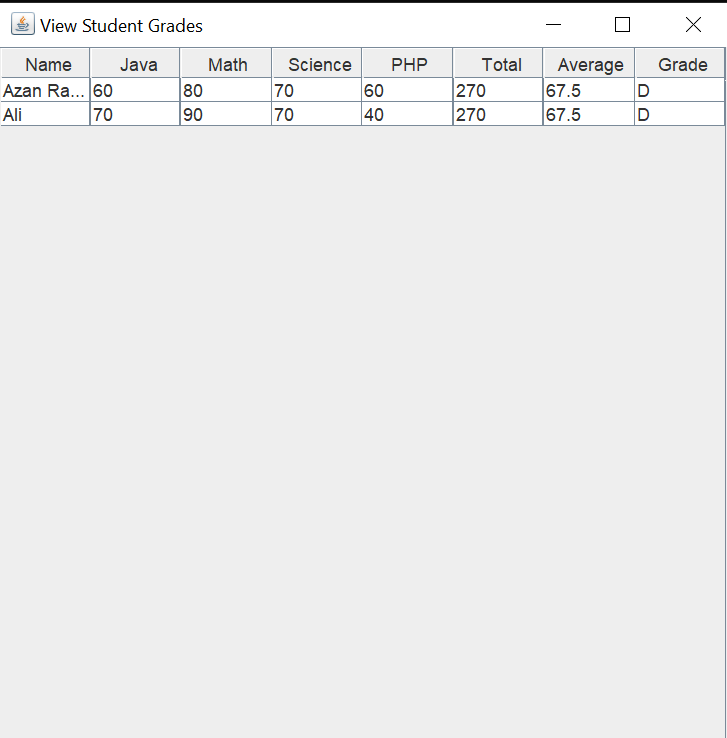 View Student Grades
Name Java Math Science PHP Total Average Grade
Azan Ra... 60 80 70 60 270 67.5 D
Ali 70 90 70 40 270 67.5 D